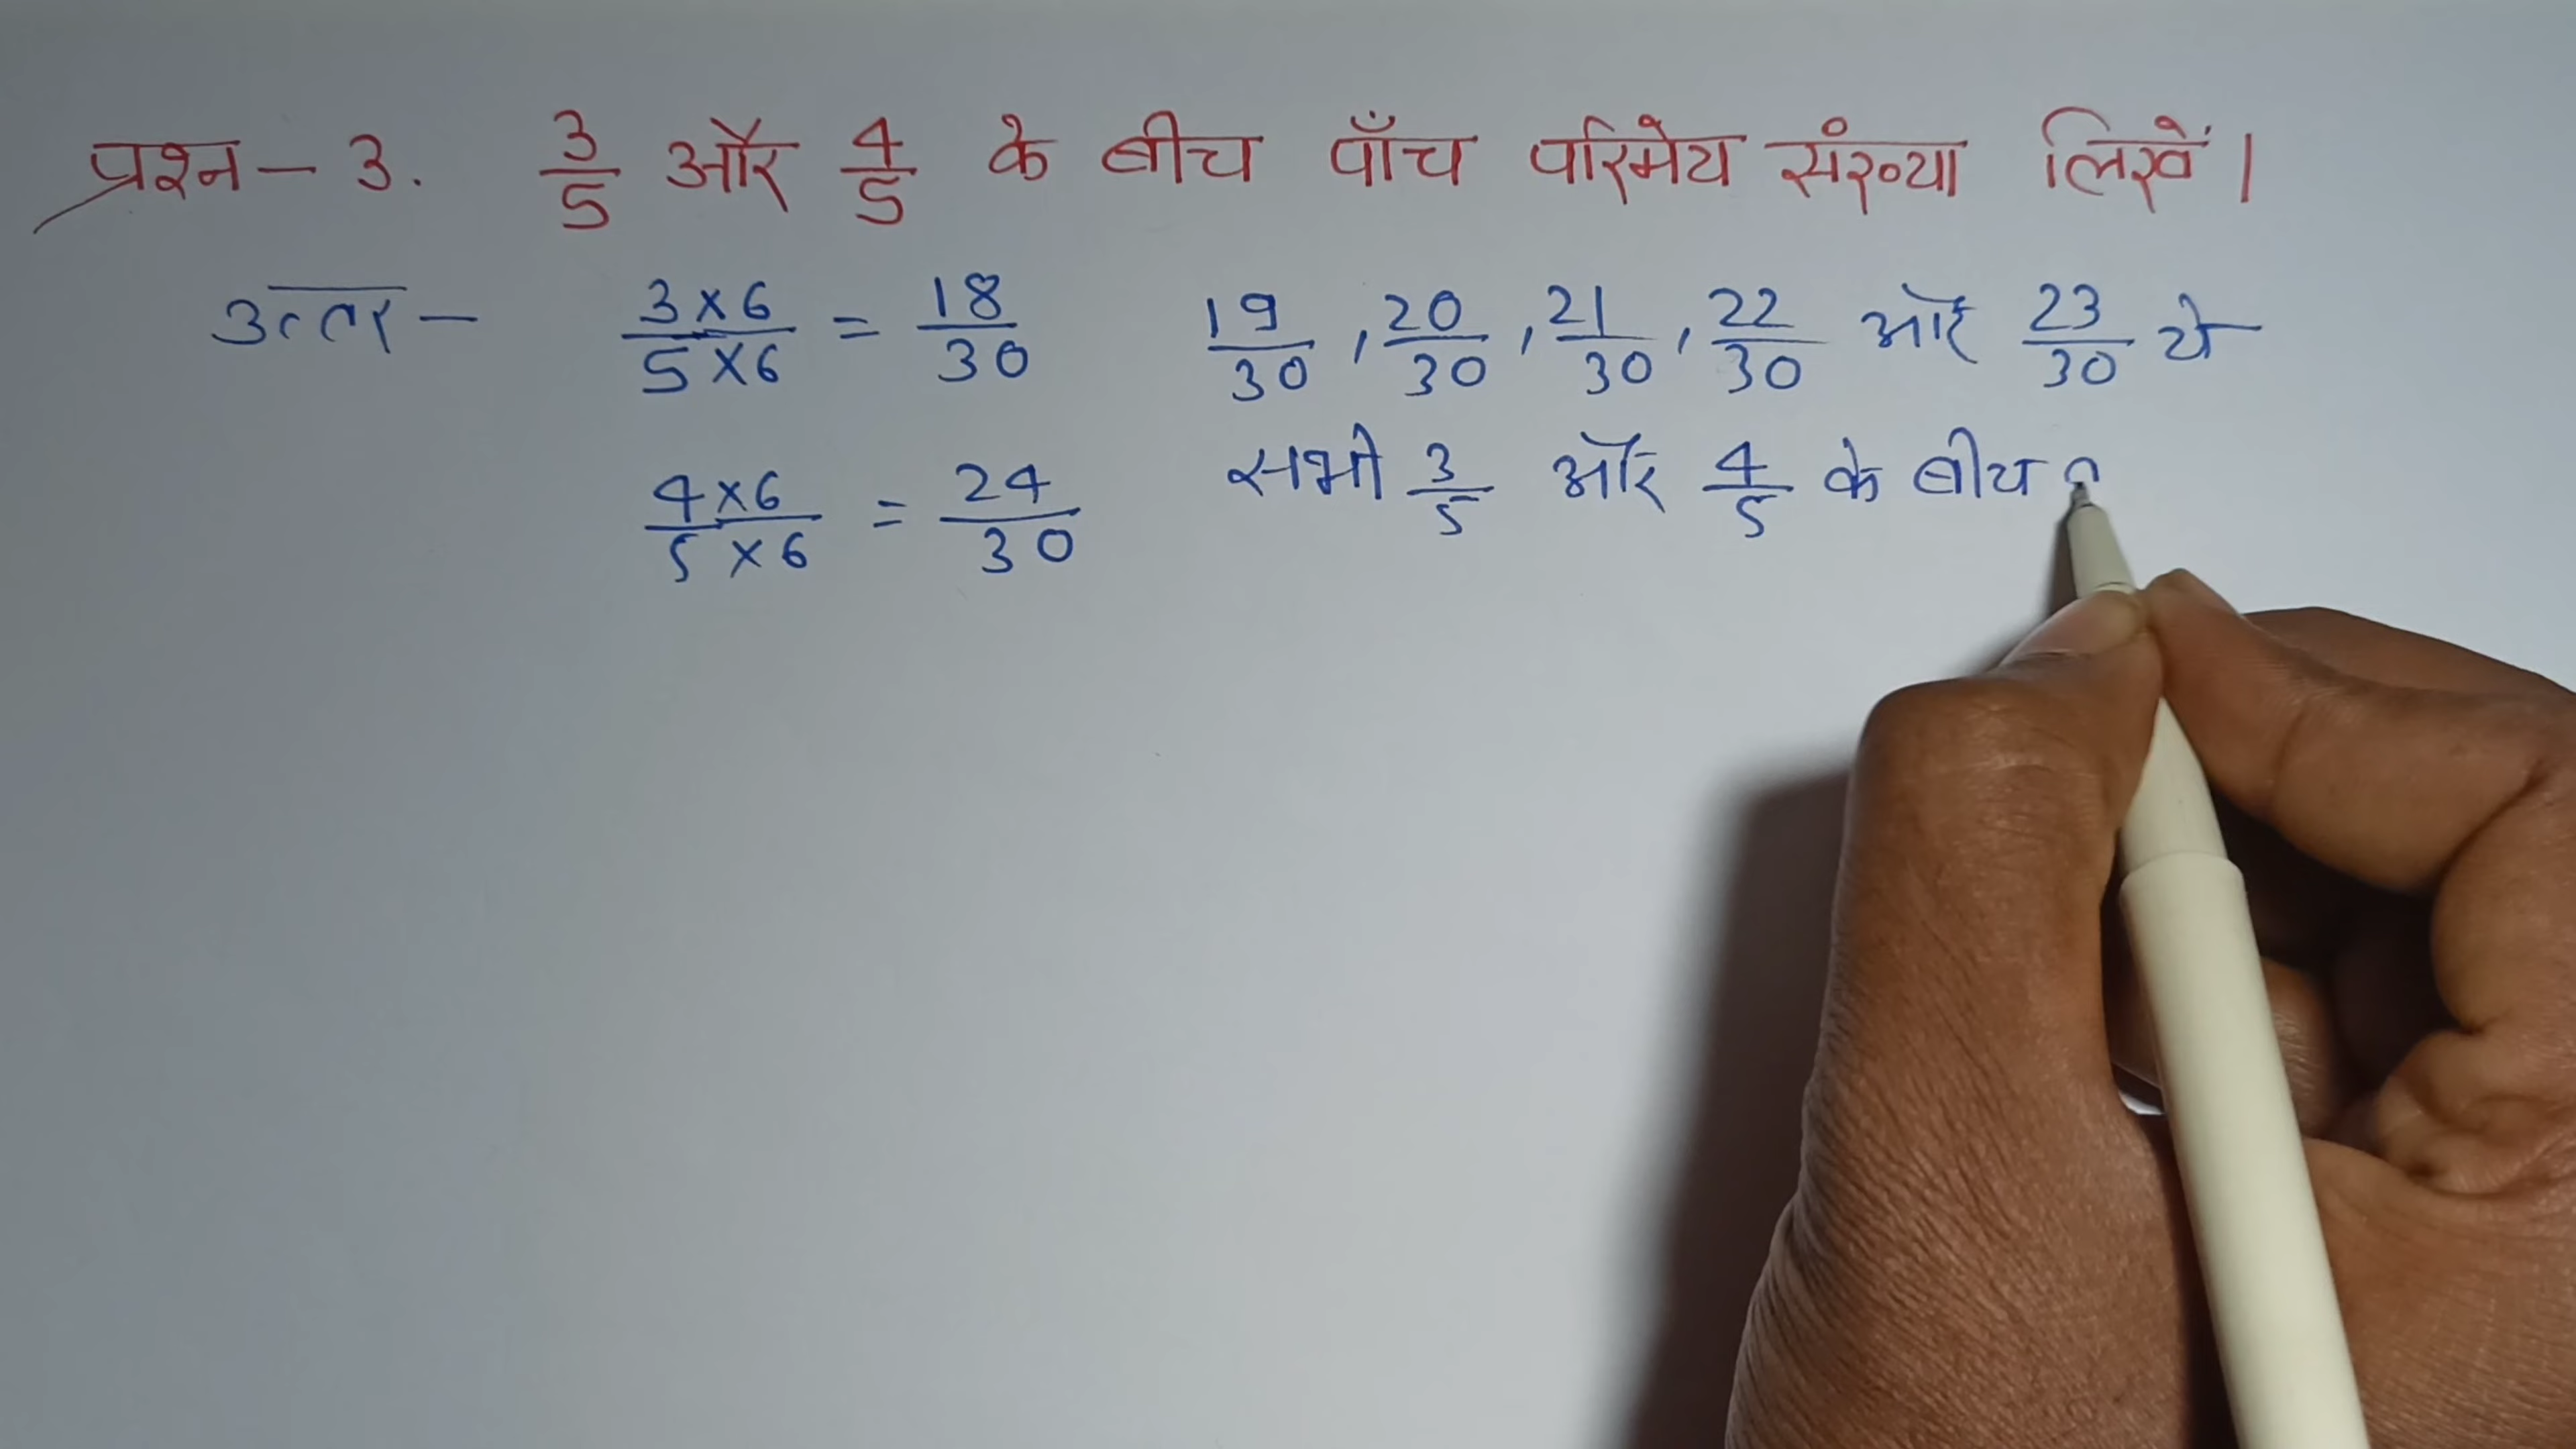 प्रश्न - 3. 3/5 और 4/5 के बीच पाँच परिमेय संख्या लिखें।
उत्तर - 3×6/5×6 = 18/30 19/30, 20/30, 21/30, 22/30 और 23/30 ये
4×6/5×6 = 24/30 सभी 3/5 और 4/5 के बीच